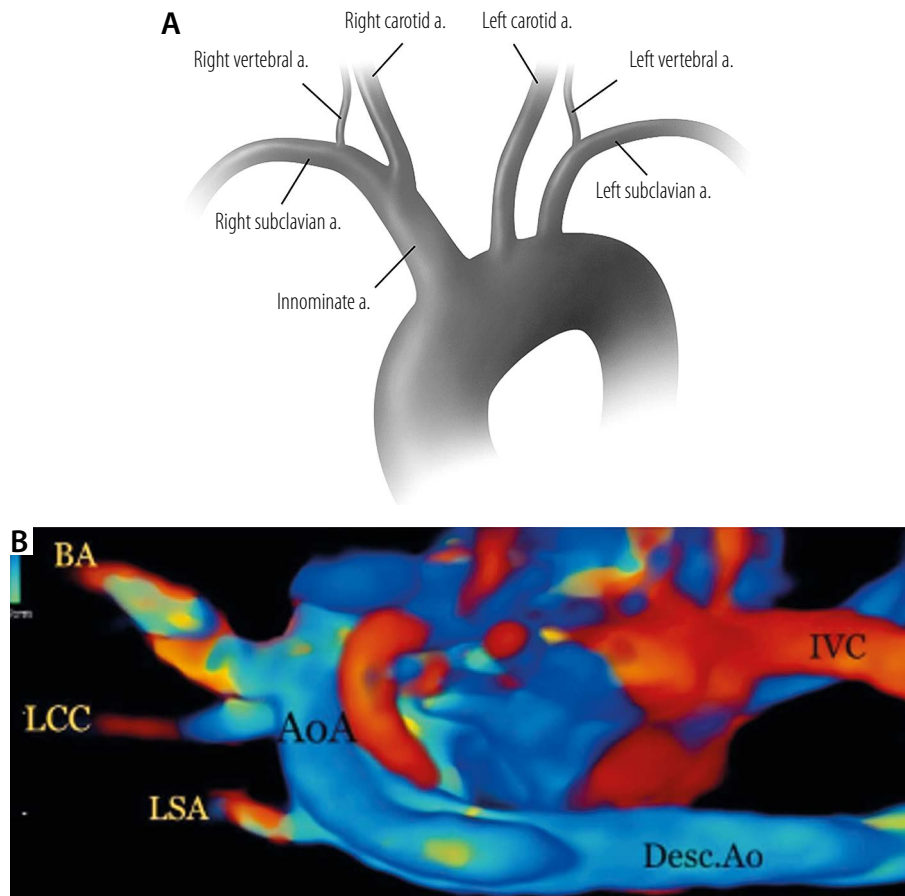 A
Right carotid a.
Left carotid a.
Right vertebral a.
Left vertebral a.
Left subclavian a.
Right subclavian a.
Innominate a.
B
BA
IVC
LCC
AoA
LSA
Desc.Ao